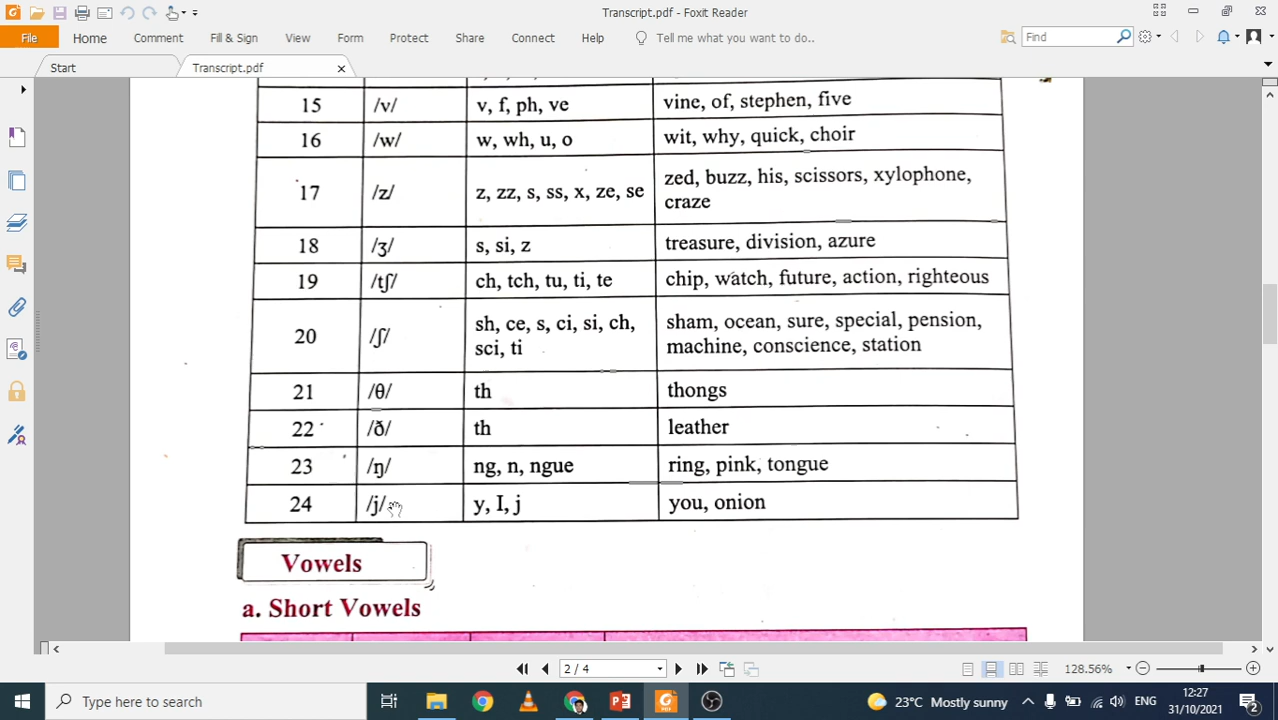 Transcript.pdf - Foxit Reader
File Home Comment Fill & Sign View Form Protect Share Connect Help Tell me what you want to do.. Find
Start Transcript.pdf
15 /v/ v, f, ph, ve vine, of, stephen, five
16 /w/ w, wh, u, o wit, why, quick, choir
17 /z/ z, zz, s, ss, x, ze, se zed, buzz, his, scissors, xylophone,
craze
18 /ʒ/ s, si, z treasure, division, azure
19 /tʃ/ ch, tch, tu, ti, te chip, watch, future, action, righteous
20 /ʃ/ sh, ce, s, ci, si, ch, sham, ocean, sure, special, pension,
sci, ti machine, conscience, station
21 /θ/ th thongs
22 /ð/ th leather
23 /ŋ/ ng, n, ngue ring, pink, tongue
24 /j/ y, I, j you, onion
Vowels
a. Short Vowels
2 / 4 128.56%
Type here to search 23°C Mostly sunny ENG 12:27
31/10/2021 2